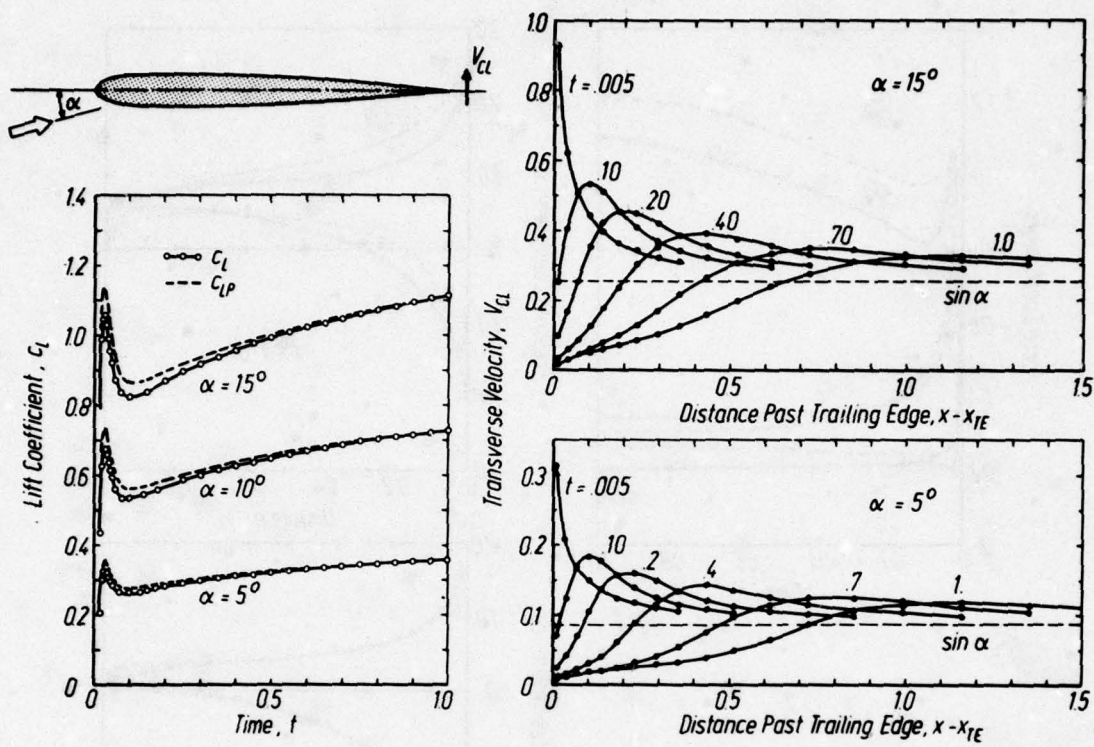 α
V_CL
1.4
1.2
1.0
0.8
0.6
0.4
0.2
0
Lift Coefficient, C_l
C_l
C_lP
α = 15°
α = 10°
α = 5°
0
0.5
1.0
Time, t
1.0
0.8
0.6
0.4
0.2
0
Transverse Velocity, V_CL
t = .005
α = 15°
.10
.20
.40
.70
1.0
sin α
0
0.5
1.0
1.5
Distance Past Trailing Edge, x - x_TE
0.3
0.2
0.1
0
t = .005
α = 5°
.10
.2
.4
.7
1.
sin α
0
0.5
1.0
1.5
Distance Past Trailing Edge, x - x_TE